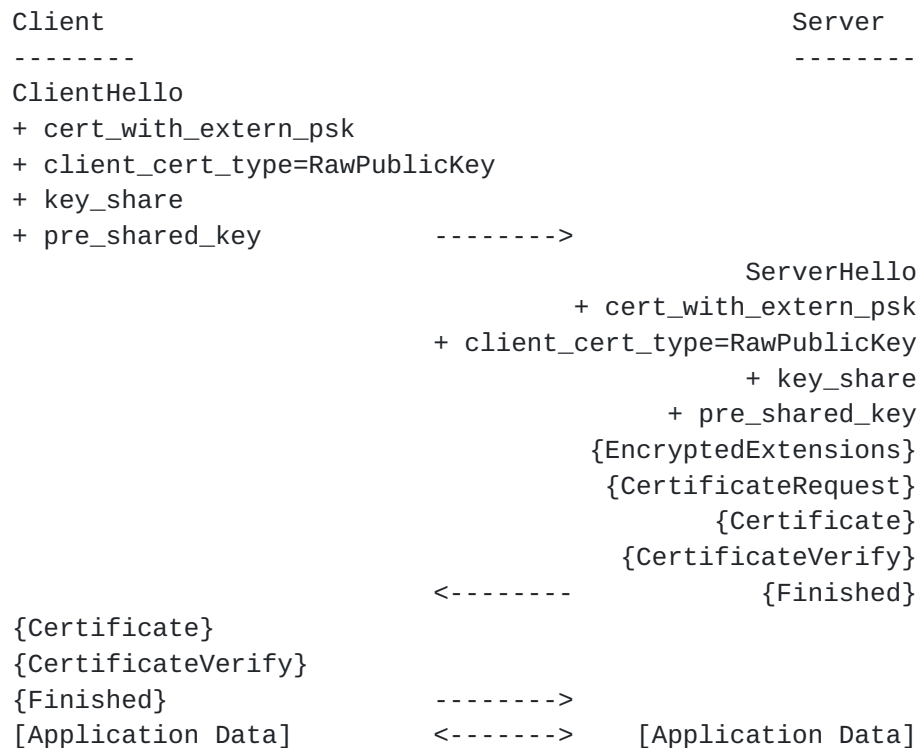 Client                                            Server
--------                                          --------
ClientHello
+ cert_with_extern_psk
+ client_cert_type=RawPublicKey
+ key_share
+ pre_shared_key           -------->
                                               ServerHello
                                    + cert_with_extern_psk
                           + client_cert_type=RawPublicKey
                                               + key_share
                                          + pre_shared_key
                                     {EncryptedExtensions}
                                      {CertificateRequest}
                                             {Certificate}
                                       {CertificateVerify}
                           <--------            {Finished}
{Certificate}
{CertificateVerify}
{Finished}                 -------->
[Application Data]         <------->    [Application Data]